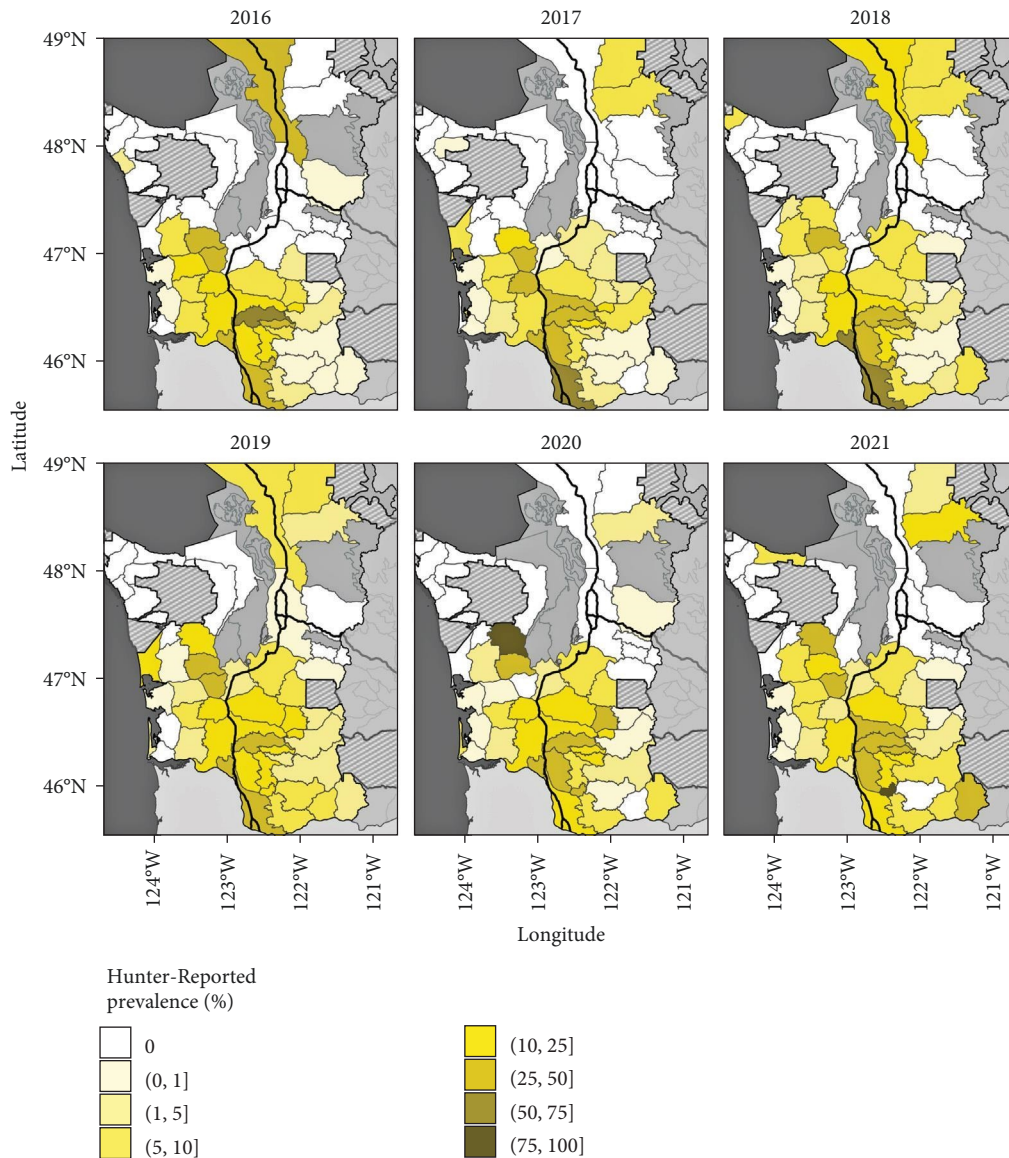 2016
2017
2018
49°N
48°N
47°N
46°N
Latitude
2019
2020
2021
49°N
48°N
47°N
46°N
124°W
123°W
122°W
121°W
124°W
123°W
122°W
121°W
124°W
123°W
122°W
121°W
Longitude
Hunter-Reported
prevalence (%)
0
(0, 1]
(1, 5]
(5, 10]
(10, 25]
(25, 50]
(50, 75]
(75, 100]